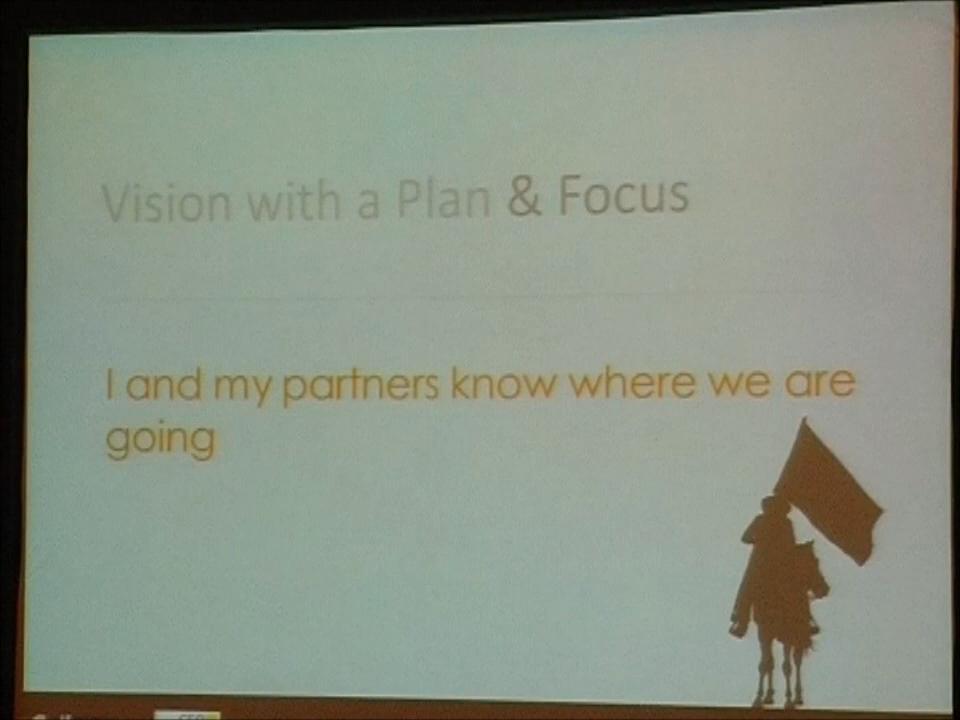 Vision with a Plan & Focus
I and my partners know where we are
going